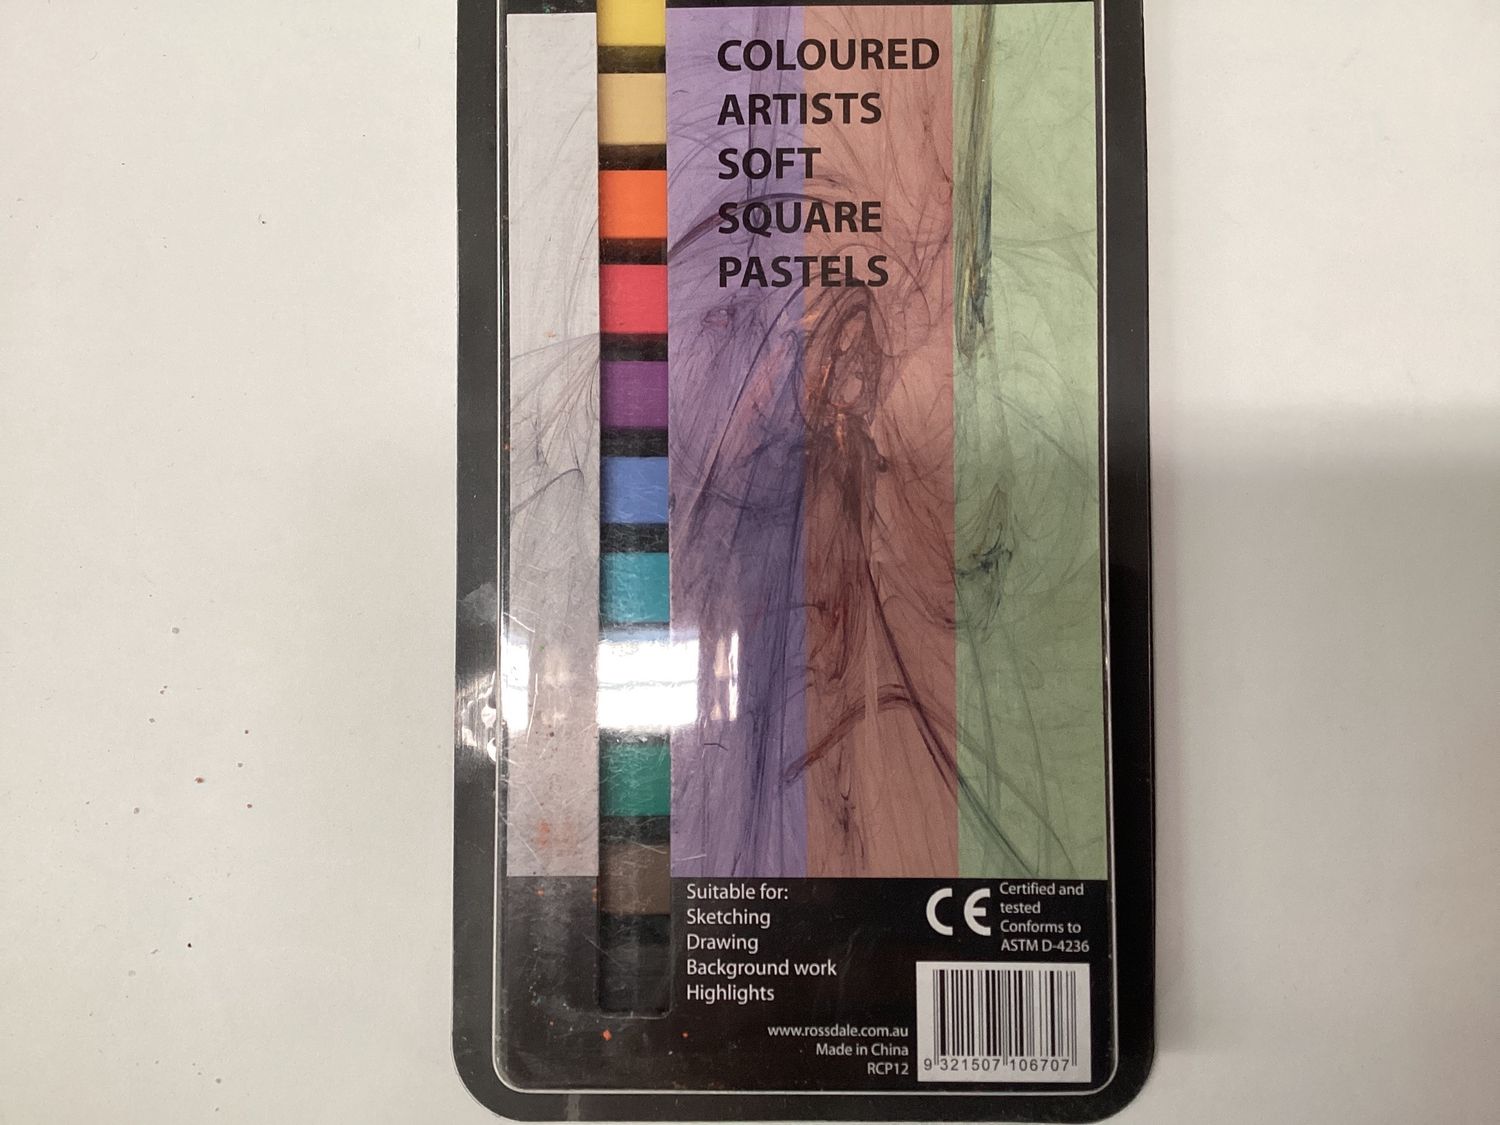 COLOURED
ARTISTS
SOFT
SQUARE
PASTELS
Suitable for:
Sketching
Drawing
Background work
Highlights
CE
Certified and
tested
Conforms to
ASTM D-4236
www.rossdale.com.au
Made in China
RCP12
9 321507 106707